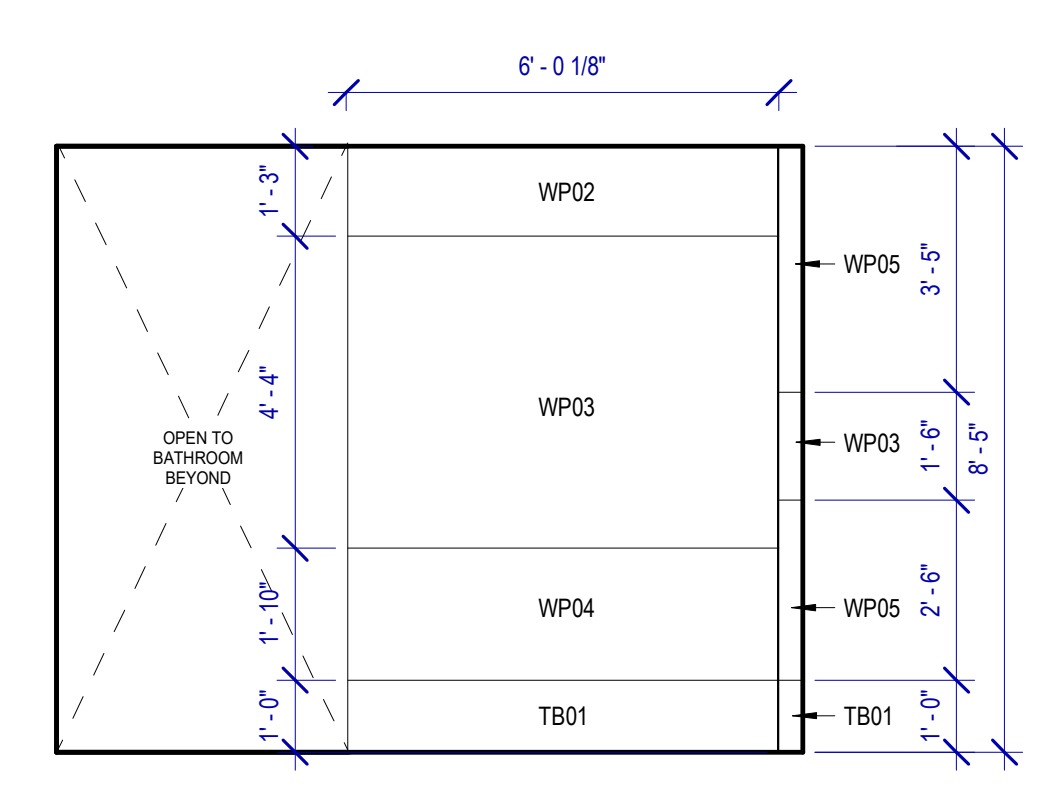 6' - 0 1/8"
1' - 3"
WP02
WP05
3' - 5"
4' - 4"
WP03
OPEN TO
BATHROOM
BEYOND
WP03
1' - 6"
8' - 5"
1' - 10"
WP04
WP05
2' - 6"
1' - 0"
TB01
TB01
1' - 0"